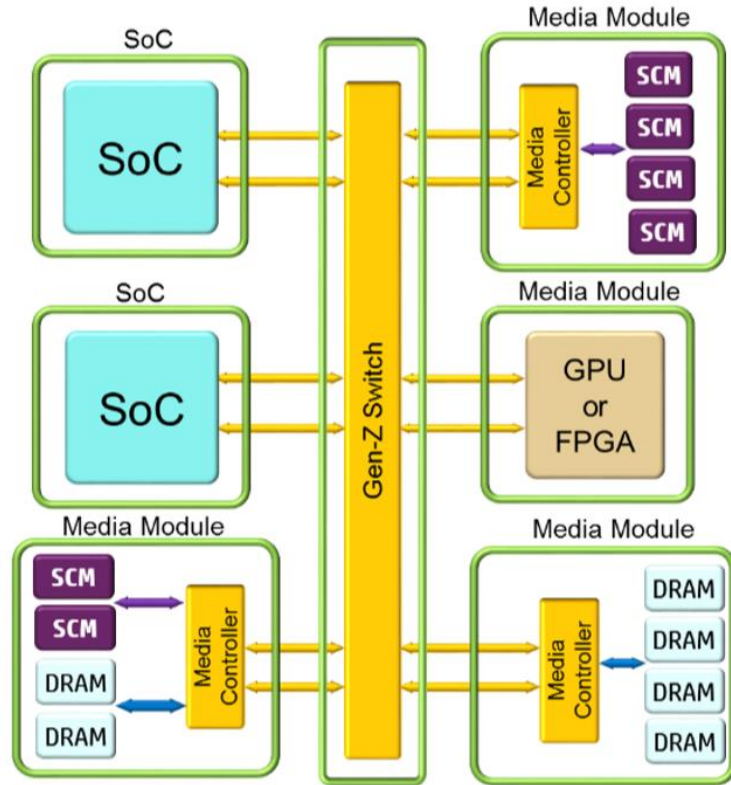 SoC
SoC
SoC
SoC
Media Module
SCM
SCM
DRAM
DRAM
Media
Controller
Gen-Z Switch
Media Module
Media
Controller
SCM
SCM
SCM
SCM
Media Module
GPU
or
FPGA
Media Module
Media
Controller
DRAM
DRAM
DRAM
DRAM